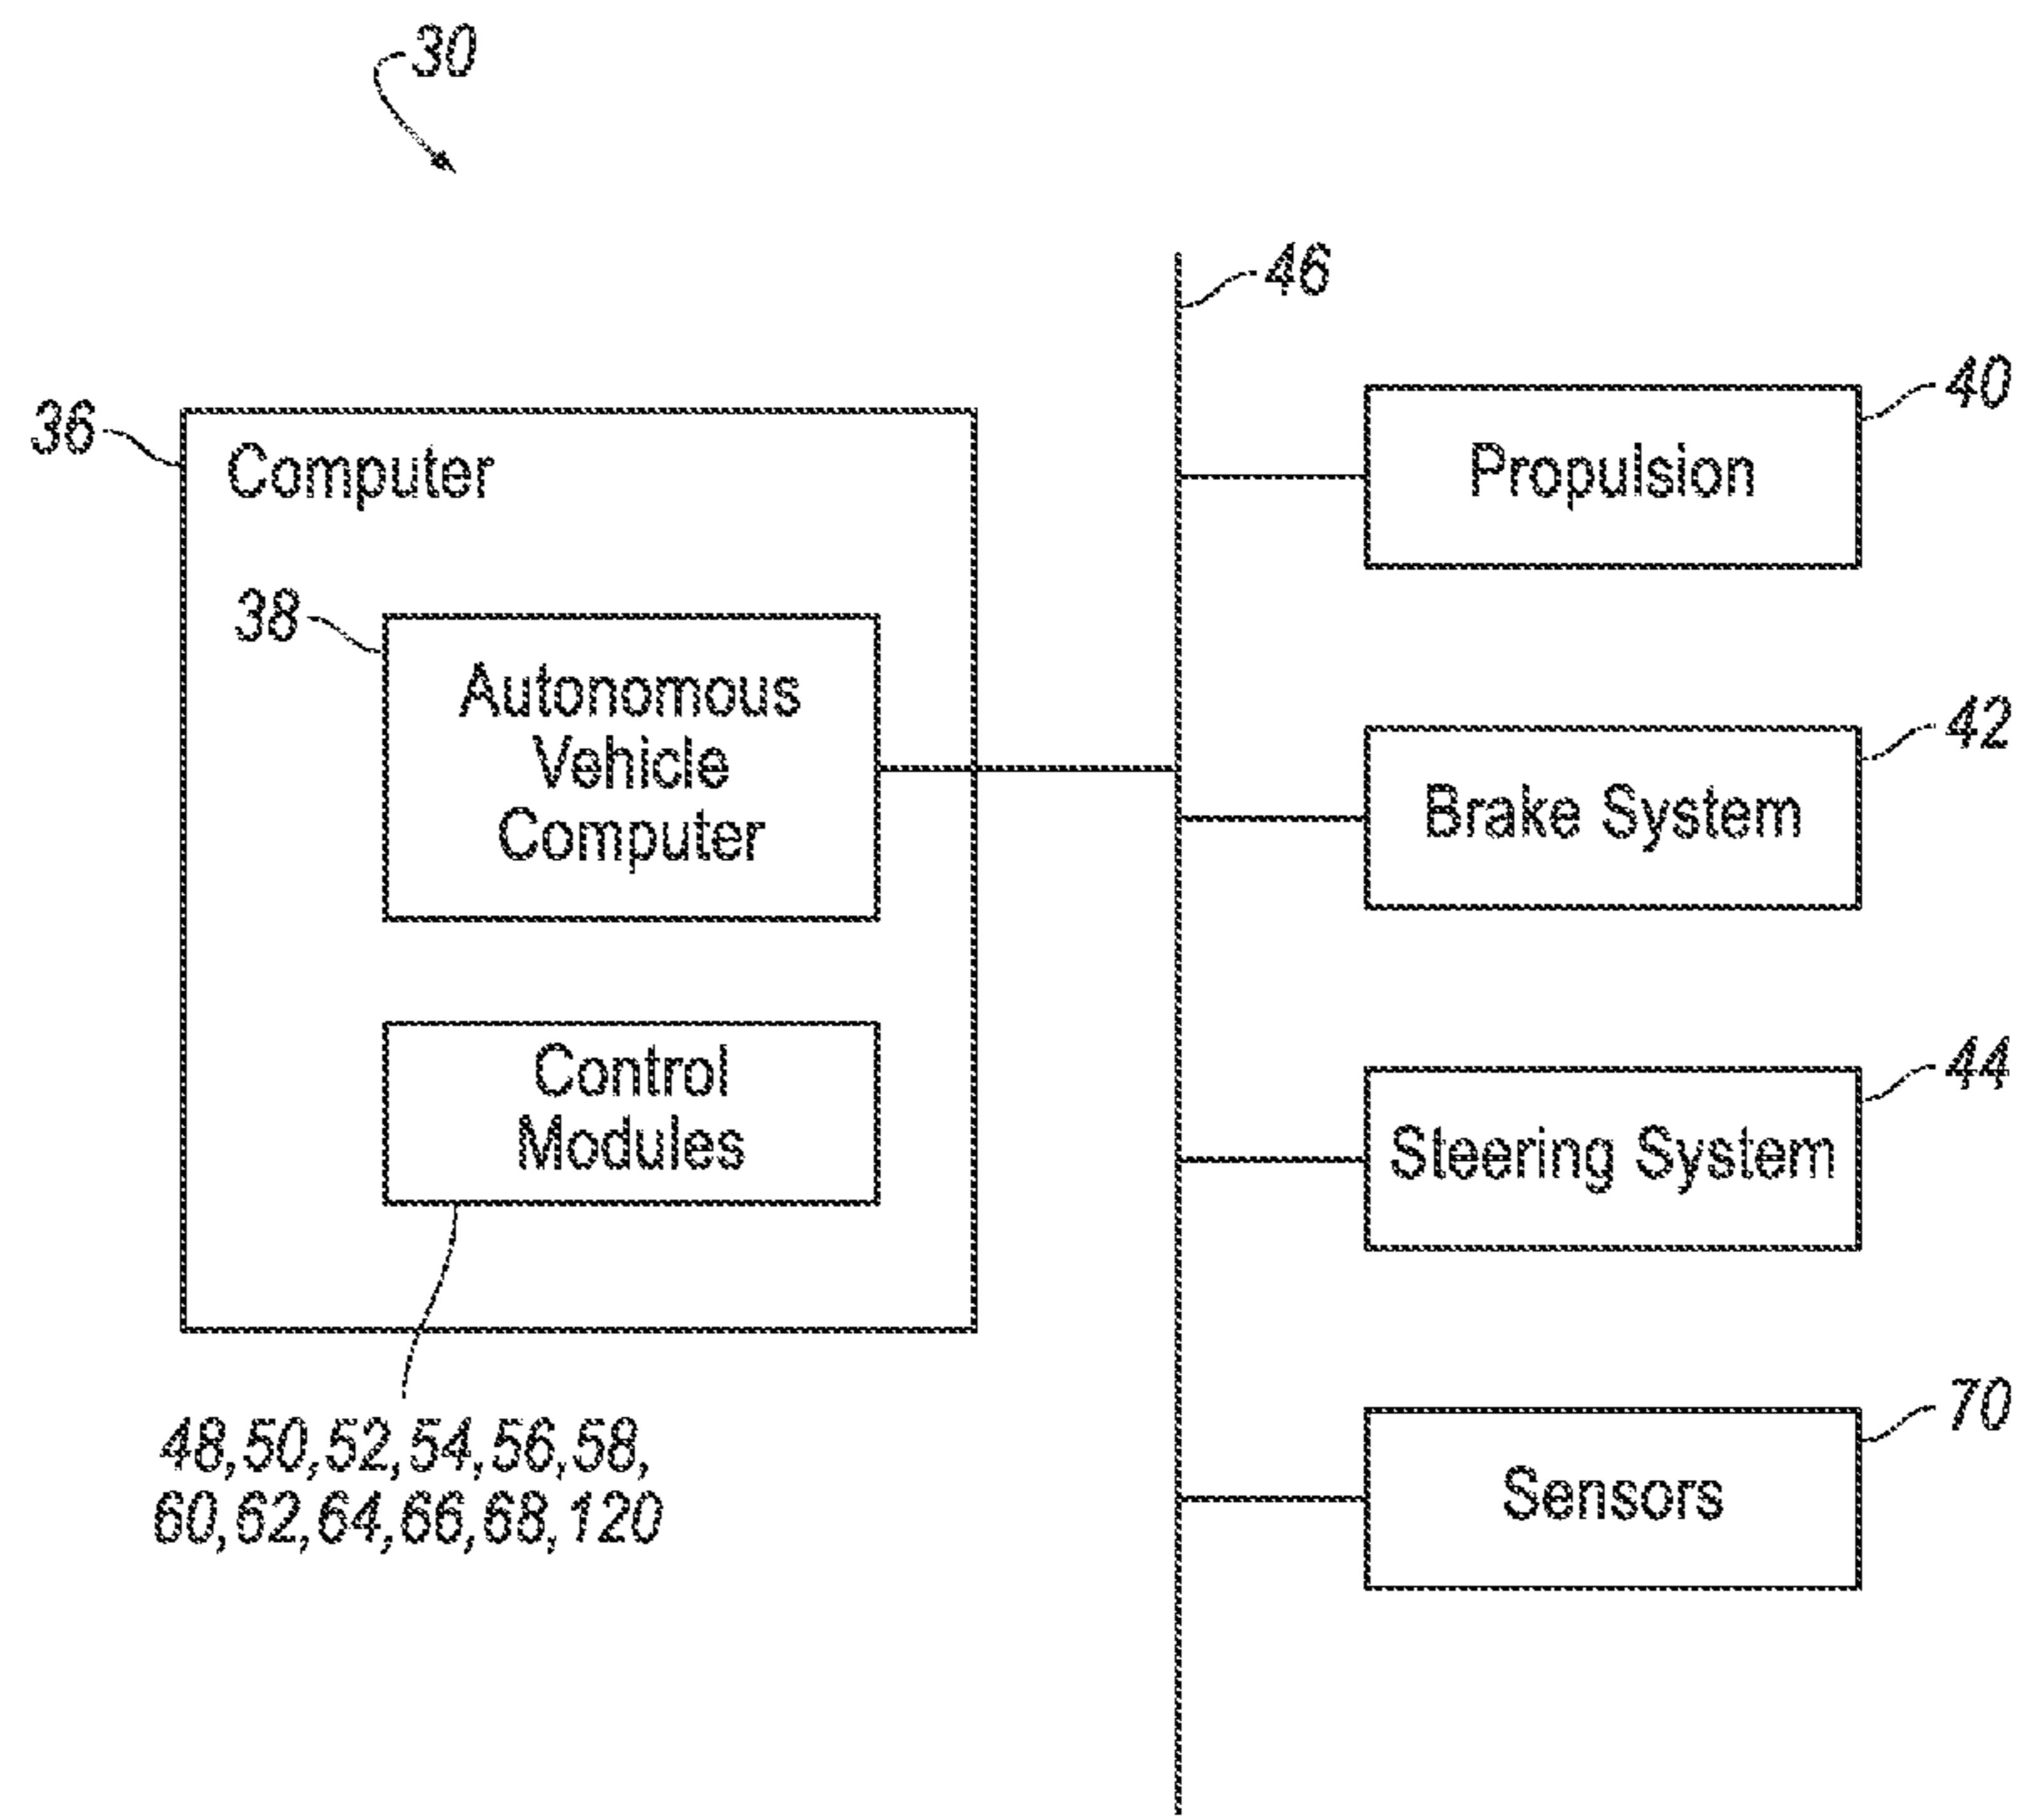 30
46
36
Computer
40
Propulsion
38
Autonomous
Vehicle
Computer
42
Brake System
Control
Modules
44
Steering System
48,50,52,54,56,58,
60,62,64,66,68,120
70
Sensors